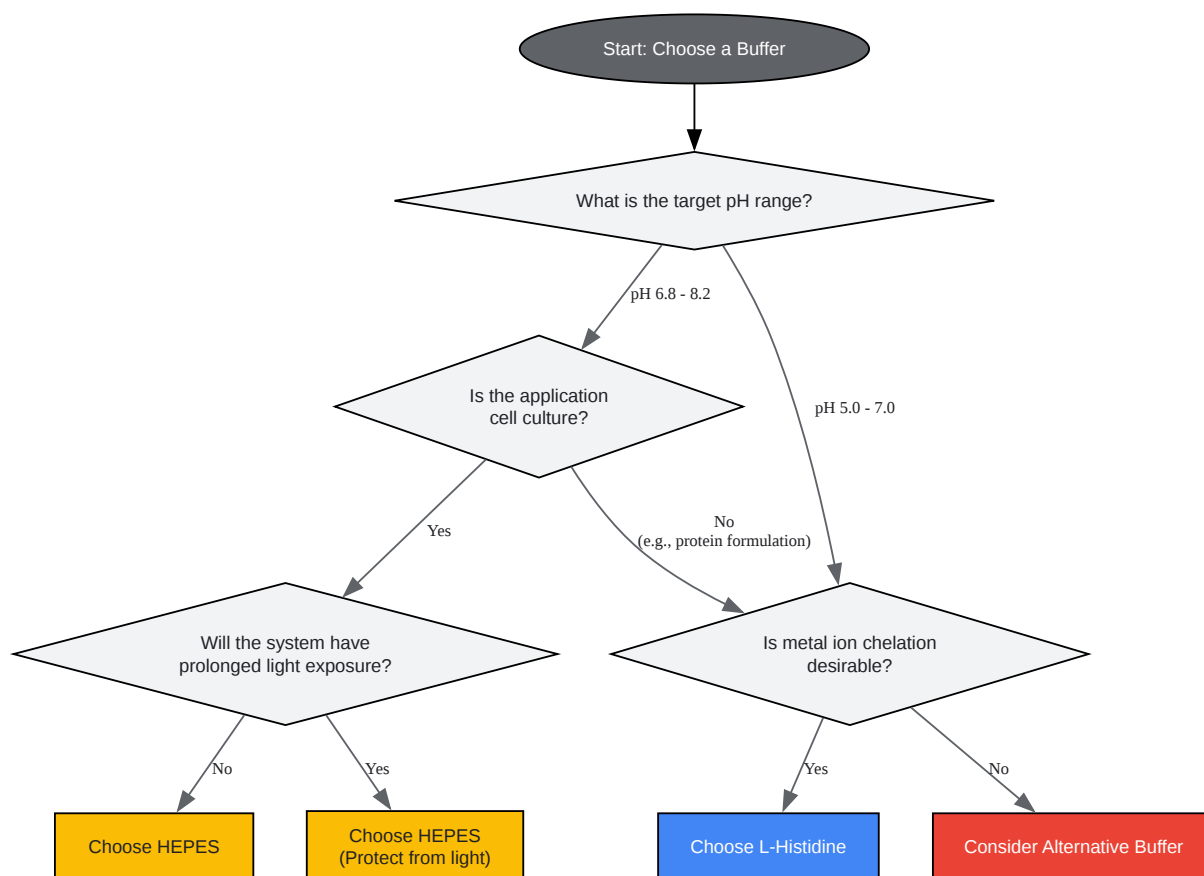 Start: Choose a Buffer
What is the target pH range?
pH 6.8 - 8.2
Is the application
cell culture?
pH 5.0 - 7.0
Yes
No
(e.g., protein formulation)
Will the system have
prolonged light exposure?
Is metal ion chelation
desirable?
No
Yes
Yes
No
Choose HEPES
Choose HEPES
(Protect from light)
Choose L-Histidine
Consider Alternative Buffer